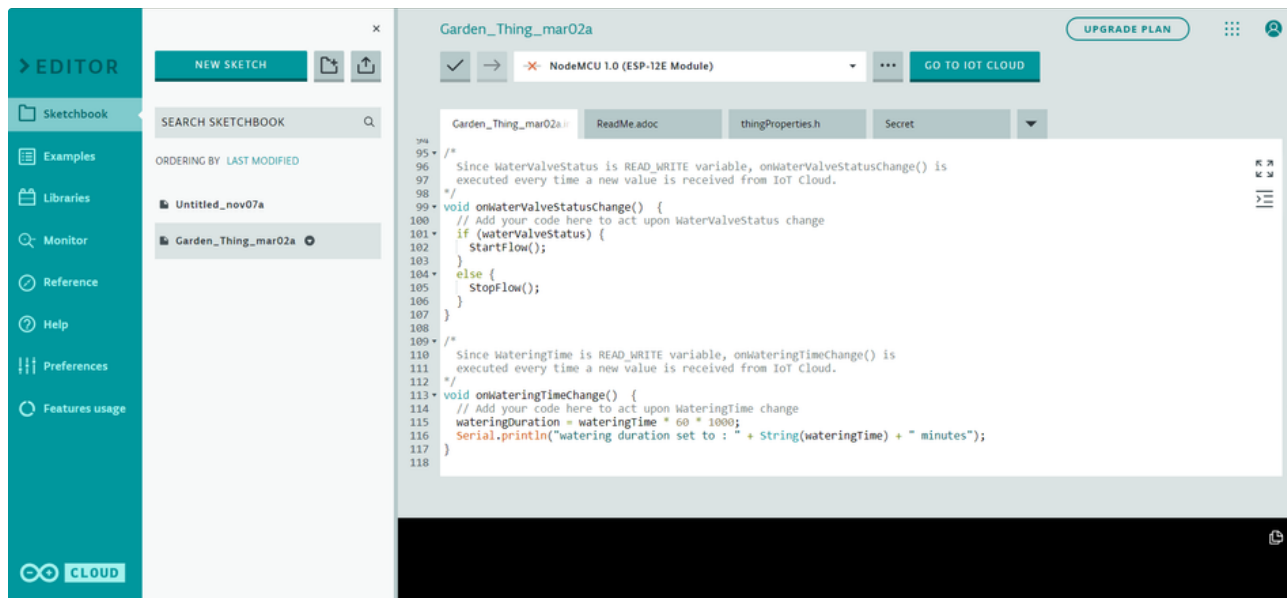 >EDITOR
Sketchbook
Examples
Libraries
Monitor
Reference
Help
Preferences
Features usage
CLOUD
×
NEW SKETCH
SEARCH SKETCHBOOK
ORDERING BY LAST MODIFIED
Untitled_nov07a
Garden_Thing_mar02a
Garden_Thing_mar02a
UPGRADE PLAN
NodeMCU 1.0 (ESP-12E Module)
GO TO IOT CLOUD
Garden_Thing_mar02a.in
ReadMe.adoc
thingProperties.h
Secret
94
95 /*
96 Since WaterValveStatus is READ_WRITE variable, onWaterValveStatusChange() is
97 executed every time a new value is received from IoT Cloud.
98 */
99 void onWaterValveStatusChange() {
100 // Add your code here to act upon WaterValveStatus change
101 if (waterValveStatus) {
102 StartFlow();
103 }
104 else {
105 StopFlow();
106 }
107 }
108
109 /*
110 Since WateringTime is READ_WRITE variable, onWateringTimeChange() is
111 executed every time a new value is received from IoT Cloud.
112 */
113 void onWateringTimeChange() {
114 // Add your code here to act upon WateringTime change
115 wateringDuration = wateringTime * 60 * 1000;
116 Serial.println("watering duration set to : " + String(wateringTime) + " minutes");
117 }
118